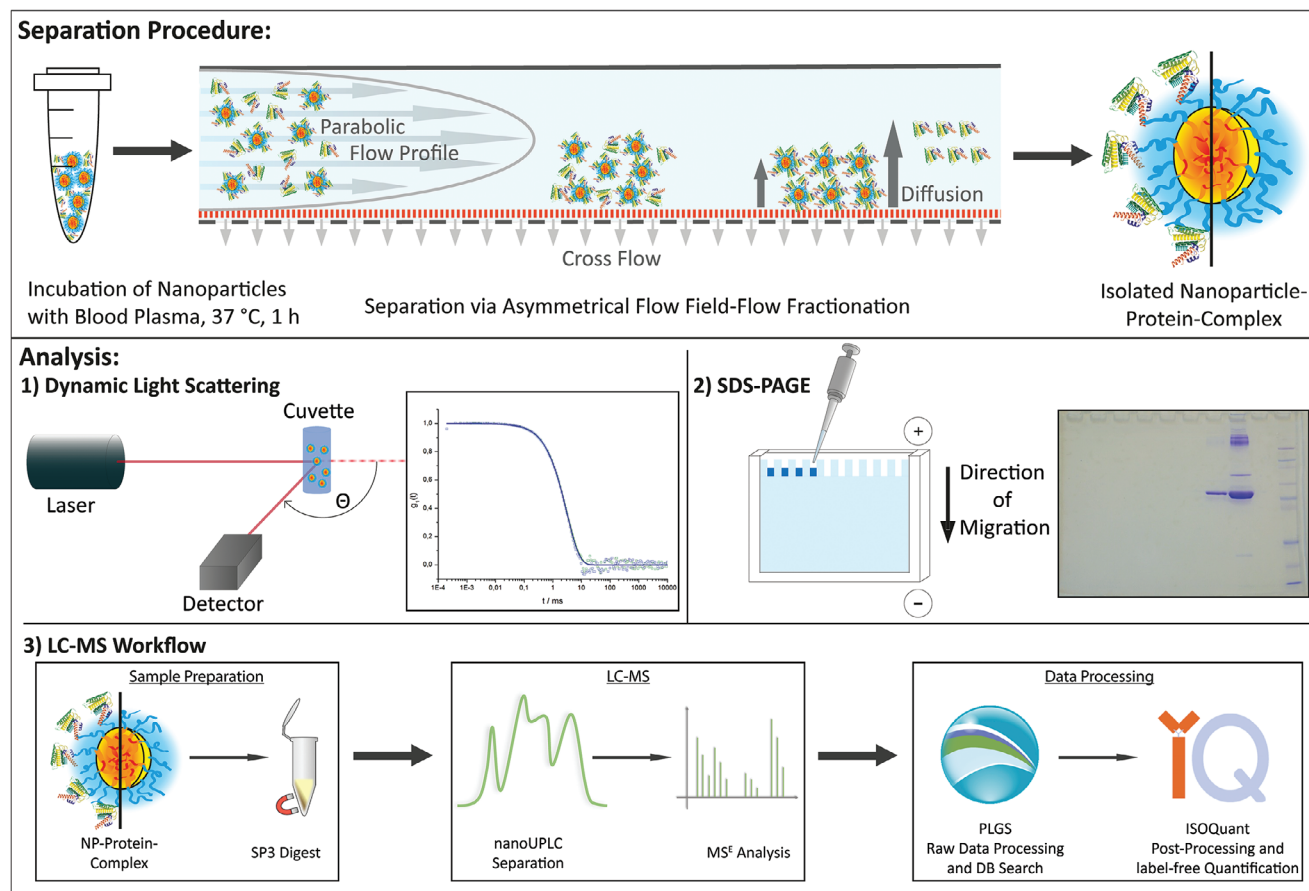 Separation Procedure:
Parabolic
Flow Profile
Diffusion
Cross Flow
Incubation of Nanoparticles
with Blood Plasma, 37 °C, 1 h
Separation via Asymmetrical Flow Field-Flow Fractionation
Isolated Nanoparticle-
Protein-Complex
Analysis:
1) Dynamic Light Scattering
Cuvette
Laser
Θ
Detector
g₁(t)
1,0
0,8
0,6
0,4
0,2
0,0
1E-4 1E-3 0,01 0,1 1 10 100 1000 10000
t / ms
2) SDS-PAGE
+
Direction
of
Migration
−
3) LC-MS Workflow
Sample Preparation
NP-Protein-
Complex
SP3 Digest
LC-MS
nanoUPLC
Separation
MSᴱ Analysis
Data Processing
PLGS
Raw Data Processing
and DB Search
iQ
ISOQuant
Post-Processing and
label-free Quantification